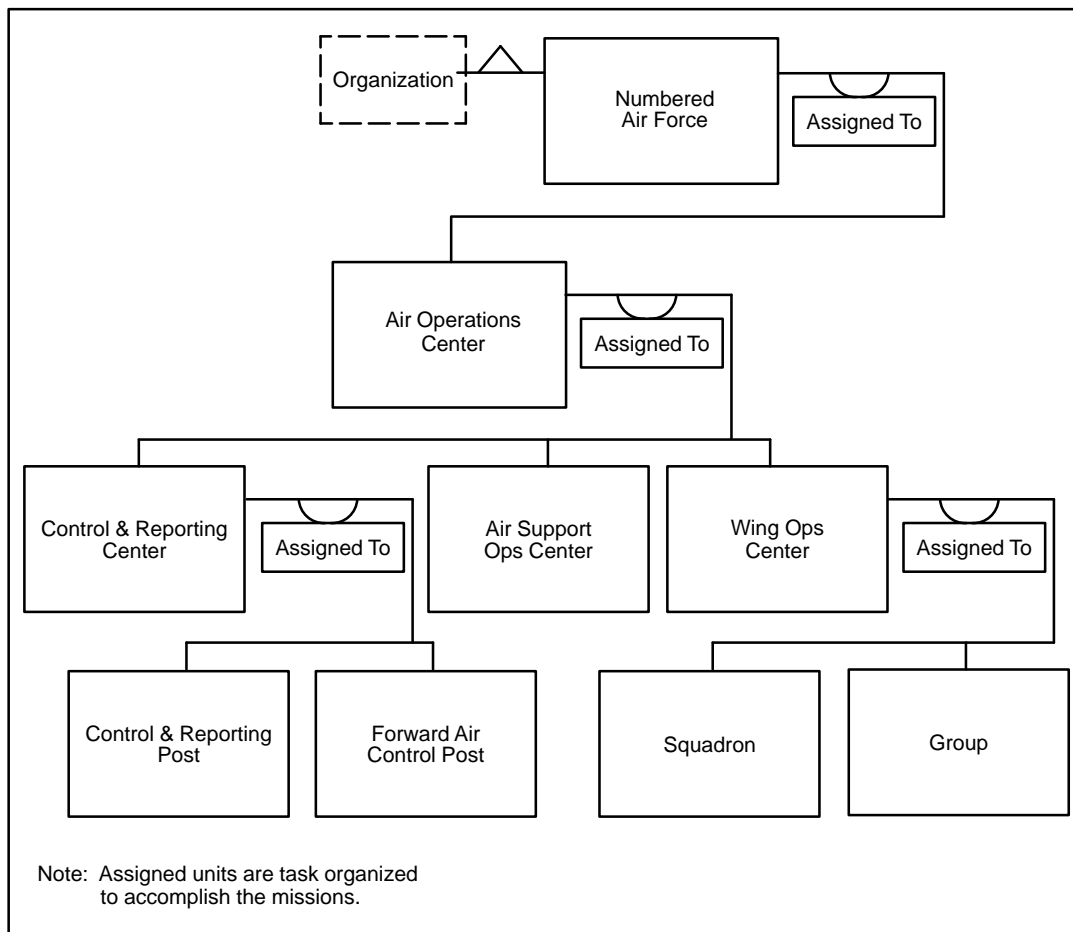 Organization
Numbered
Air Force
Assigned To
Air Operations
Center
Assigned To
Control & Reporting
Center
Assigned To
Air Support
Ops Center
Wing Ops
Center
Assigned To
Control & Reporting
Post
Forward Air
Control Post
Squadron
Group
Note: Assigned units are task organized
to accomplish the missions.